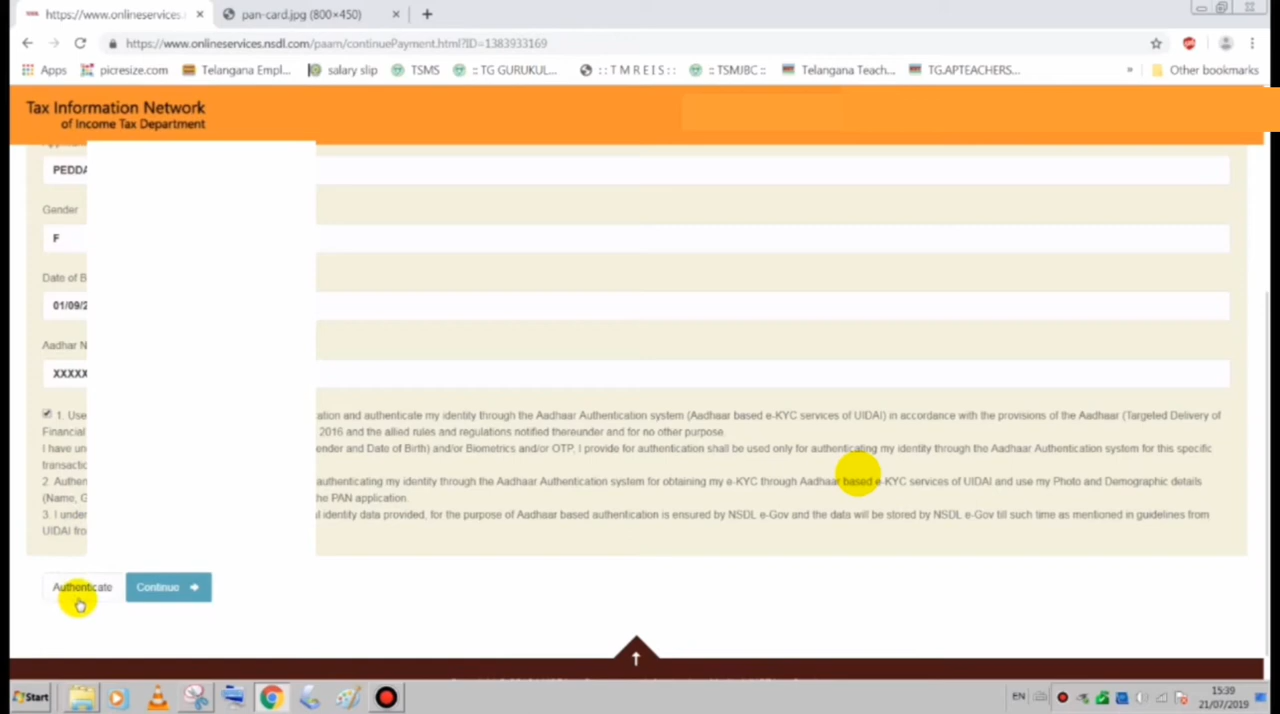 https://www.onlineservices.
pan-card.jpg (800×450)
https://www.onlineservices.nsdl.com/paam/continuePayment.html?ID=1383933169
Apps
picresize.com
Telangana Empl...
salary slip
TSMS
:: TG GURUKUL...
: : T M R E I S : :
:: TSMJBC ::
Telangana Teach...
TG.APTEACHERS...
»
Other bookmarks
Tax Information Network
of Income Tax Department
PEDDA
Gender
F
Date of B
01/09/2
Aadhar N
XXXXX
1. Use ation and authenticate my identity through the Aadhaar Authentication system (Aadhaar based e-KYC services of UIDAI) in accordance with the provisions of the Aadhaar (Targeted Delivery of
Financial 2016 and the allied rules and regulations notified thereunder and for no other purpose.
I have un ender and Date of Birth) and/or Biometrics and/or OTP, I provide for authentication shall be used only for authenticating my identity through the Aadhaar Authentication system for this specific
transactio
2. Authen authenticating my identity through the Aadhaar Authentication system for obtaining my e-KYC through Aadhaar based e-KYC services of UIDAI and use my Photo and Demographic details
(Name, G he PAN application.
3. I under l identity data provided, for the purpose of Aadhaar based authentication is ensured by NSDL e-Gov and the data will be stored by NSDL e-Gov till such time as mentioned in guidelines from
UIDAI fro
Authenticate
Continue
Start
EN
15:39
21/07/2019